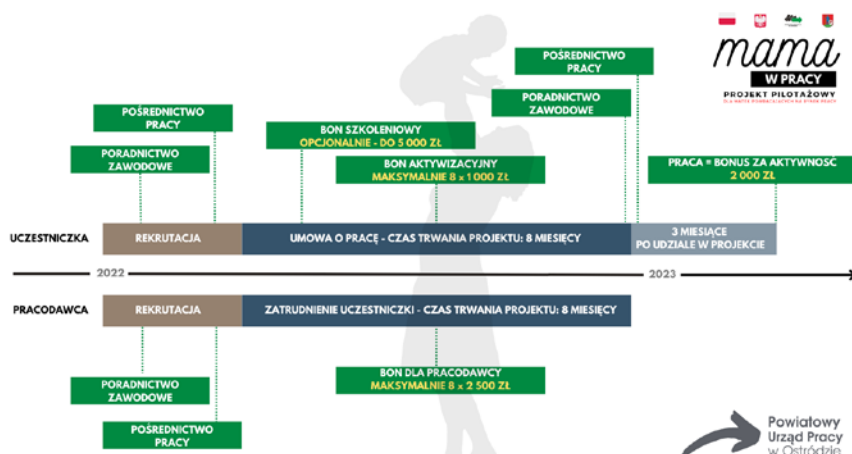 mama
W PRACY
PROJEKT PILOTAŻOWY
POŚREDNICTWO
PRACY
PORADNICTWO
ZAWODOWE
POŚREDNICTWO
PRACY
PORADNICTWO
ZAWODOWE
BON SZKOLENIOWY
OPCJONALNIE - DO 5 000 ZŁ
BON AKTYWIZACYJNY
MAKSYMALNIE 8 x 1 000 ZŁ
PRACA = BONUS ZA AKTYWNOŚĆ
2 000 ZŁ
UCZESTNICZKA
REKRUTACJA
UMOWA O PRACĘ - CZAS TRWANIA PROJEKTU: 8 MIESIĘCY
3 MIESIĄCE
PO UDZIALE W PROJEKCIE
2022
2023
PRACODAWCA
REKRUTACJA
ZATRUDNIENIE UCZESTNICZKI - CZAS TRWANIA PROJEKTU: 8 MIESIĘCY
PORADNICTWO
ZAWODOWE
BON DLA PRACODAWCY
MAKSYMALNIE 8 x 2 500 ZŁ
POŚREDNICTWO
PRACY
Powiatowy
Urząd Pracy
w Ostródzie